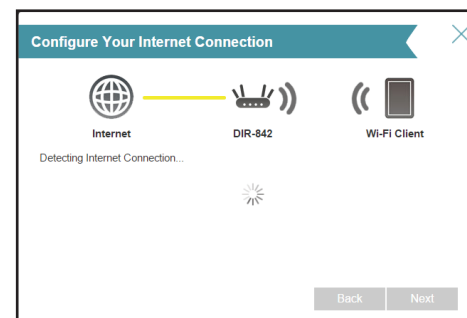 Configure Your Internet Connection
Internet DIR-842 Wi-Fi Client
Detecting Internet Connection...
Back Next